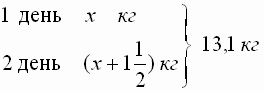 1 день x кг
2 день (x + 1 1/2) кг } 13,1 кг